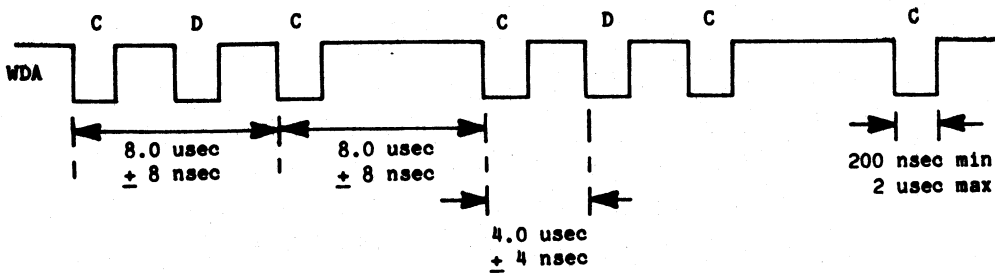 C D C C D C C
WDA
8.0 usec 8.0 usec
± 8 nsec ± 8 nsec
200 nsec min
2 usec max
4.0 usec
± 4 nsec